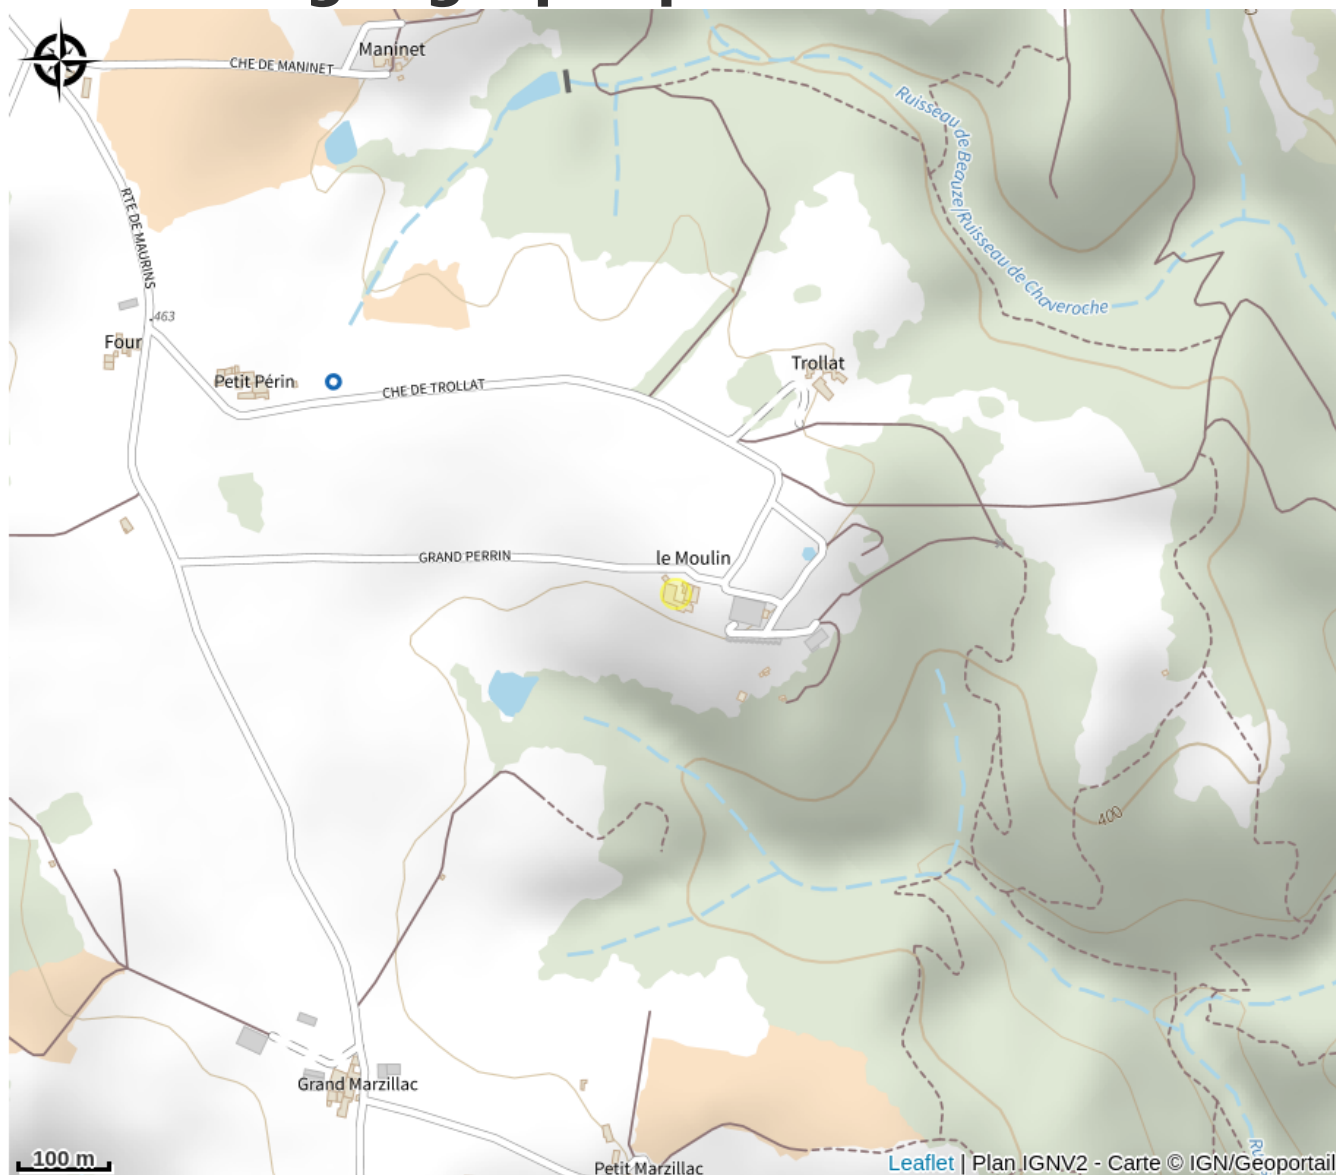 Maninet
CHE DE MANINET
Ruisseau de Beauze|Ruisseau de Chaveroche
RTE DE MAURINS
463
Four
Petit Périn
CHE DE TROLLAT
Trollat
GRAND PERRIN
le Moulin
400
Grand Marzillac
100 m
Petit Marzillac
Leaflet | Plan IGNV2 - Carte © IGN/Geoportail